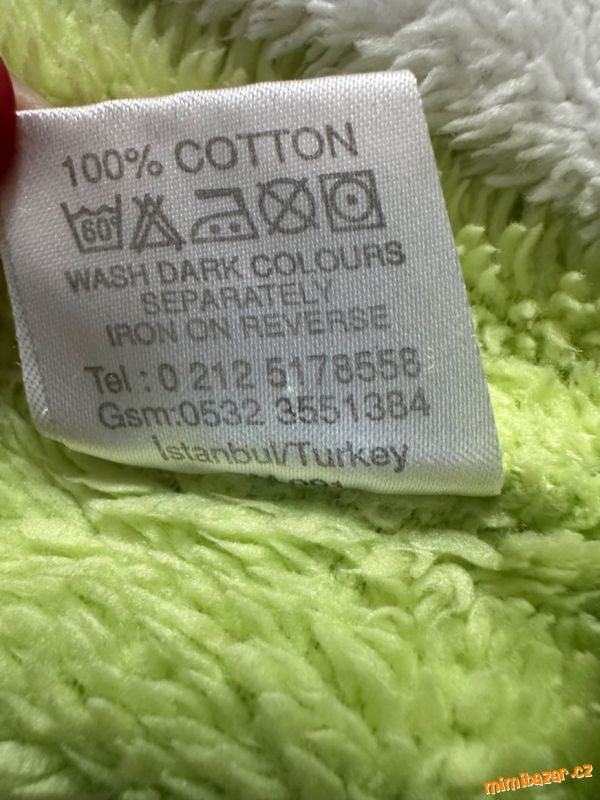 100% COTTON
60
WASH DARK COLOURS
SEPARATELY
IRON ON REVERSE
Tel : 0 212 5178558
Gsm:0532 3551384
İstanbul/Turkey
mimibazar.cz